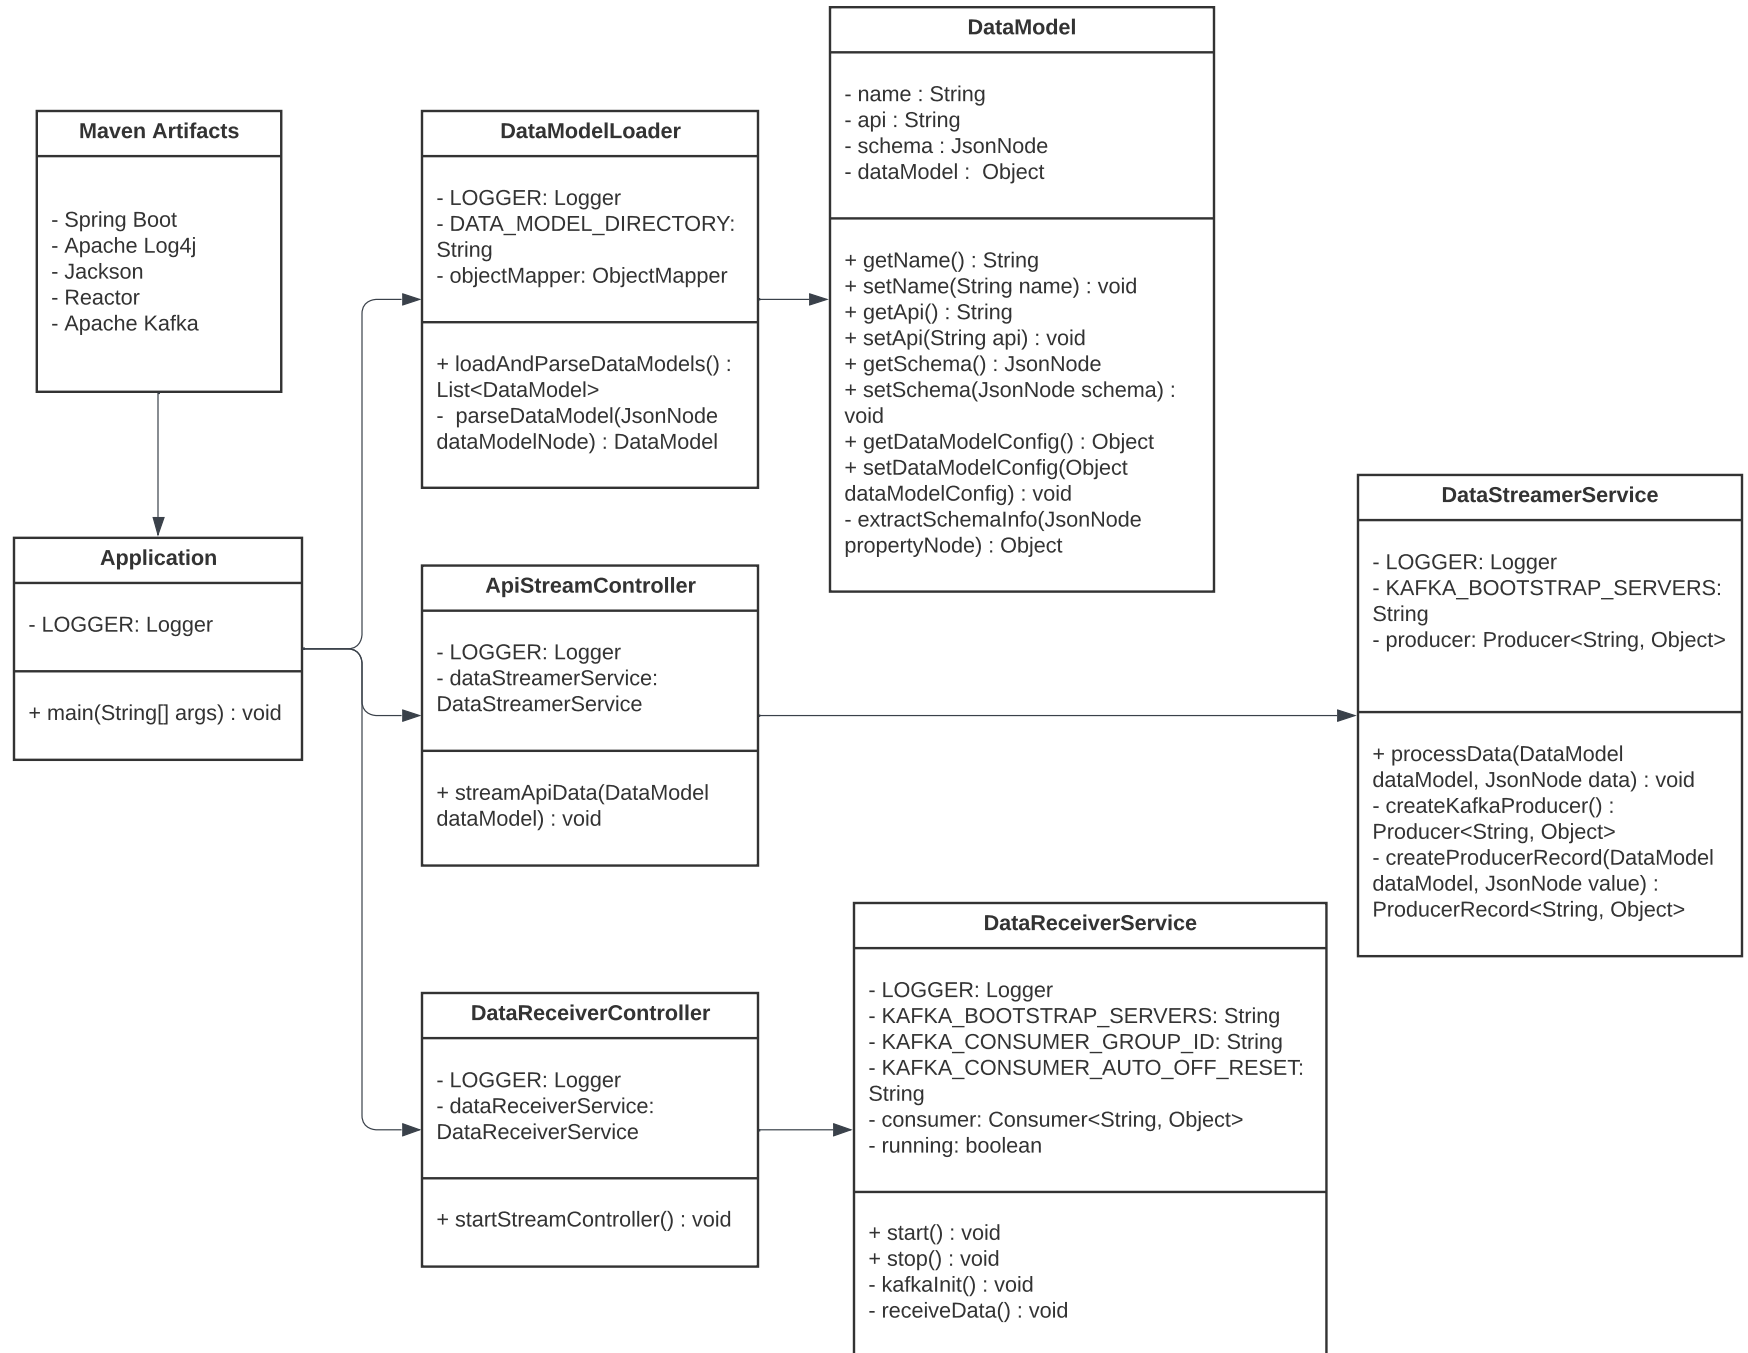 Maven Artifacts
- Spring Boot
- Apache Log4j
- Jackson
- Reactor
- Apache Kafka
Application
- LOGGER: Logger
+ main(String[] args) : void
DataModelLoader
- LOGGER: Logger
- DATA_MODEL_DIRECTORY:
String
- objectMapper: ObjectMapper
+ loadAndParseDataModels() :
List<DataModel>
-  parseDataModel(JsonNode
dataModelNode) : DataModel
DataModel
- name : String
- api : String
- schema : JsonNode
- dataModel :  Object
+ getName() : String
+ setName(String name) : void
+ getApi() : String
+ setApi(String api) : void
+ getSchema() : JsonNode
+ setSchema(JsonNode schema) :
void
+ getDataModelConfig() : Object
+ setDataModelConfig(Object
dataModelConfig) : void
- extractSchemaInfo(JsonNode
propertyNode) : Object
ApiStreamController
- LOGGER: Logger
- dataStreamerService:
DataStreamerService
+ streamApiData(DataModel
dataModel) : void
DataStreamerService
- LOGGER: Logger
- KAFKA_BOOTSTRAP_SERVERS:
String
- producer: Producer<String, Object>
+ processData(DataModel
dataModel, JsonNode data) : void
- createKafkaProducer() :
Producer<String, Object>
- createProducerRecord(DataModel
dataModel, JsonNode value) :
ProducerRecord<String, Object>
DataReceiverController
- LOGGER: Logger
- dataReceiverService:
DataReceiverService
+ startStreamController() : void
DataReceiverService
- LOGGER: Logger
- KAFKA_BOOTSTRAP_SERVERS: String
- KAFKA_CONSUMER_GROUP_ID: String
- KAFKA_CONSUMER_AUTO_OFF_RESET:
String
- consumer: Consumer<String, Object>
- running: boolean
+ start() : void
+ stop() : void
- kafkaInit() : void
- receiveData() : void